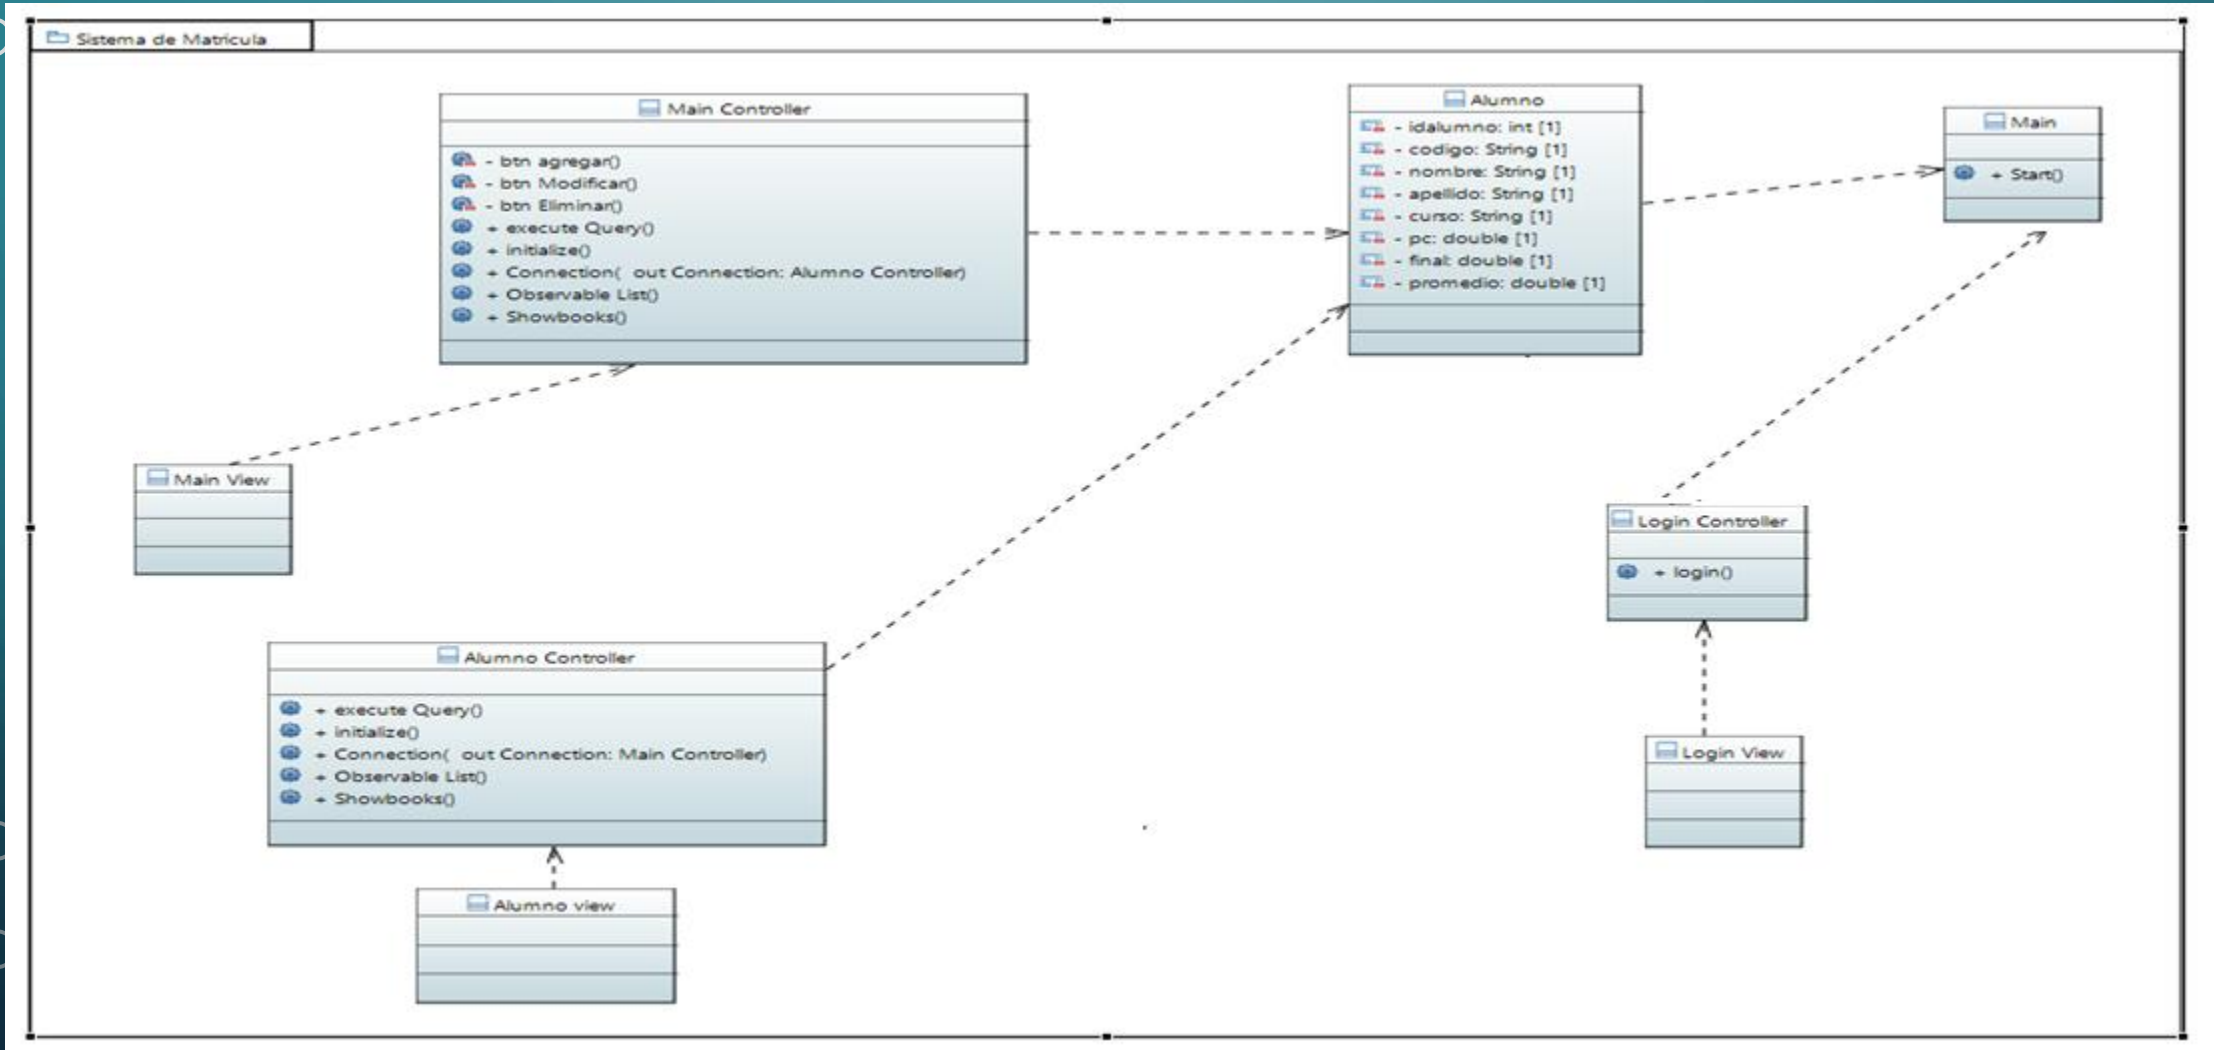 Sistema de Matrícula
Main Controller
- btn agregar()
- btn Modificar()
- btn Eliminar()
+ execute Query()
+ initialize()
+ Connection( out Connection: Alumno Controller)
+ Observable List()
+ Showbooks()
Alumno
- idalumno: int [1]
- codigo: String [1]
- nombre: String [1]
- apellido: String [1]
- curso: String [1]
- pc: double [1]
- final: double [1]
- promedio: double [1]
Main
+ Start()
Main View
Login Controller
+ login()
Alumno Controller
+ execute Query()
+ initialize()
+ Connection( out Connection: Main Controller)
+ Observable List()
+ Showbooks()
Login View
Alumno view